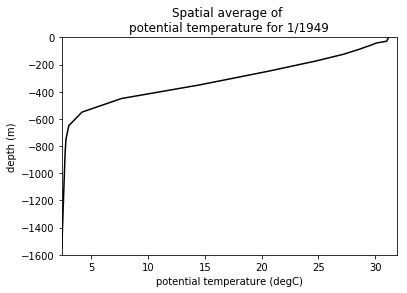 Spatial average of
potential temperature for 1/1949
0
−200
−400
−600
−800
−1000
−1200
−1400
−1600
depth (m)
5 10 15 20 25 30
potential temperature (degC)